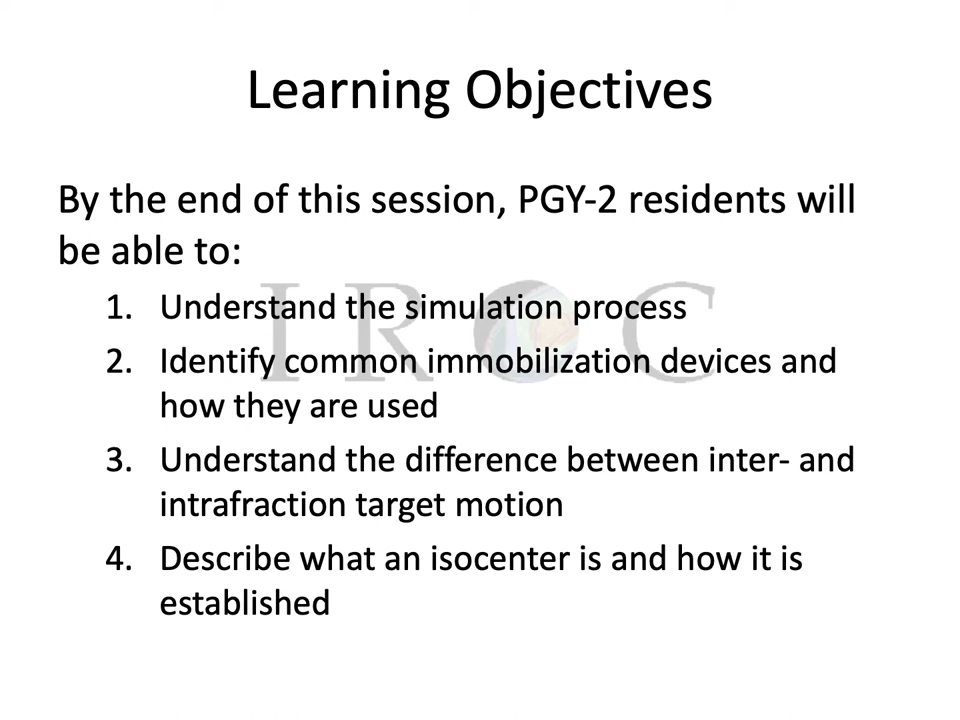 Learning Objectives
By the end of this session, PGY-2 residents will
be able to:
1. Understand the simulation process
2. Identify common immobilization devices and
how they are used
3. Understand the difference between inter- and
intrafraction target motion
4. Describe what an isocenter is and how it is
established
IROC